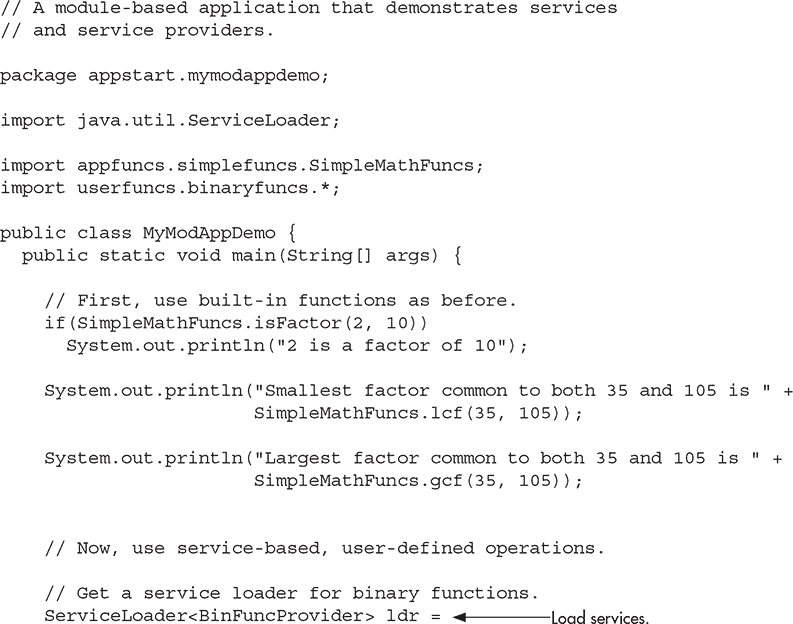 // A module-based application that demonstrates services
// and service providers.
package appstart.mymodappdemo;
import java.util.ServiceLoader;
import appfuncs.simplefuncs.SimpleMathFuncs;
import userfuncs.binaryfuncs.*;
public class MyModAppDemo {
public static void main(String[] args) {
// First, use built-in functions as before.
if(SimpleMathFuncs.isFactor(2, 10))
System.out.println("2 is a factor of 10");
System.out.println("Smallest factor common to both 35 and 105 is " +
SimpleMathFuncs.lcf(35, 105));
System.out.println("Largest factor common to both 35 and 105 is " +
SimpleMathFuncs.gcf(35, 105));
// Now, use service-based, user-defined operations.
// Get a service loader for binary functions.
ServiceLoader<BinFuncProvider> ldr = Load services.